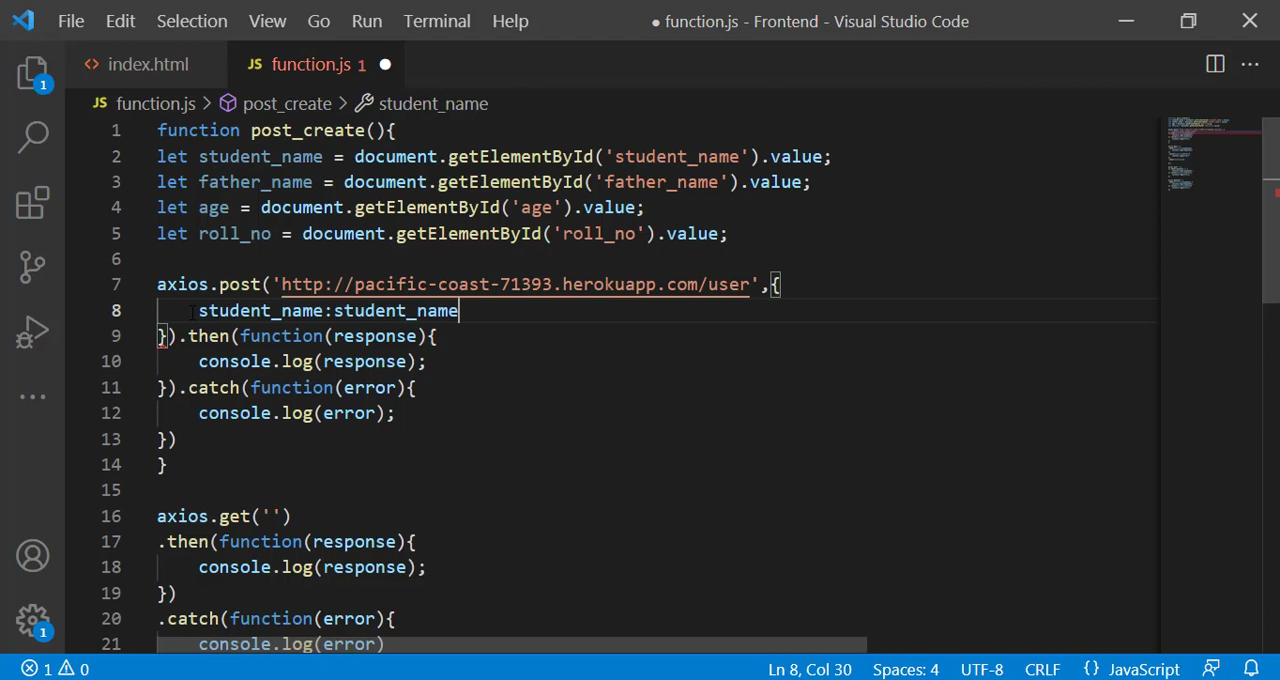 File Edit Selection View Go Run Terminal Help ● function.js - Frontend - Visual Studio Code
index.html JS function.js 1
JS function.js > post_create > student_name
1 function post_create(){
2 let student_name = document.getElementById('student_name').value;
3 let father_name = document.getElementById('father_name').value;
4 let age = document.getElementById('age').value;
5 let roll_no = document.getElementById('roll_no').value;
6
7 axios.post('http://pacific-coast-71393.herokuapp.com/user',{
8 student_name:student_name
9 }).then(function(response){
10 console.log(response);
11 }).catch(function(error){
12 console.log(error);
13 })
14 }
15
16 axios.get('')
17 .then(function(response){
18 console.log(response);
19 })
20 .catch(function(error){
21 console.log(error)
1
1
1 0 Ln 8, Col 30 Spaces: 4 UTF-8 CRLF {} JavaScript